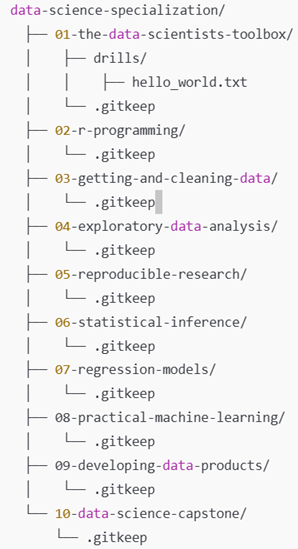 data-science-specialization/
├── 01-the-data-scientists-toolbox/
│   ├── drills/
│   │   ├── hello_world.txt
│   └── .gitkeep
├── 02-r-programming/
│   └── .gitkeep
├── 03-getting-and-cleaning-data/
│   └── .gitkeep
├── 04-exploratory-data-analysis/
│   └── .gitkeep
├── 05-reproducible-research/
│   └── .gitkeep
├── 06-statistical-inference/
│   └── .gitkeep
├── 07-regression-models/
│   └── .gitkeep
├── 08-practical-machine-learning/
│   └── .gitkeep
├── 09-developing-data-products/
│   └── .gitkeep
└── 10-data-science-capstone/
    └── .gitkeep